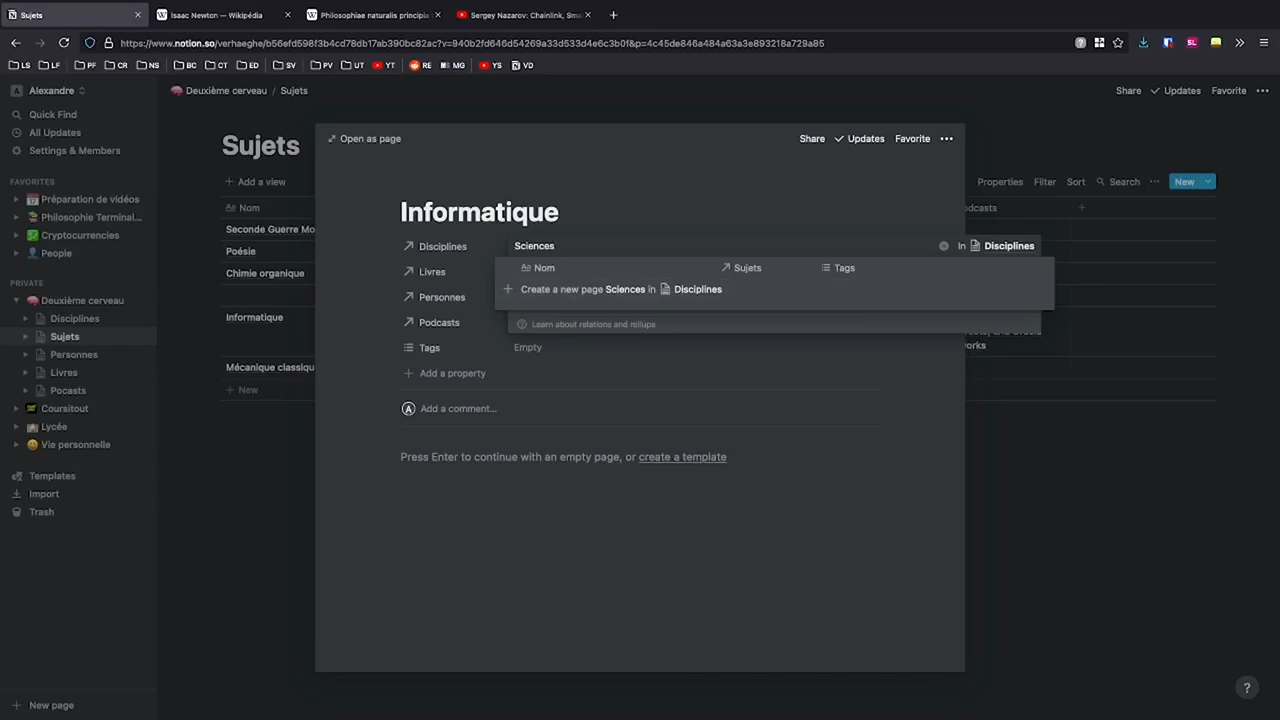 Sujets
Isaac Newton — Wikipédia
Philosophiae naturalis principia
Sergey Nazarov: Chainlink, Sma
https://www.notion.so/verhaeghe/b56efd598f3b4cd78db17ab390bc82ac?v=940b2fd646d54269a33d533d4e6c3b0f&p=4c45de846a484a63a3e893218a729a85
LS LF PF CR NS BC CT ED SV PV UT YT RE MG YS VD
A Alexandre
Quick Find
All Updates
Settings & Members
FAVORITES
Préparation de vidéos
Philosophie Terminal...
Cryptocurrencies
People
PRIVATE
Deuxième cerveau
Disciplines
Sujets
Personnes
Livres
Pocasts
Coursitout
Lycée
Vie personnelle
Templates
Import
Trash
New page
Deuxième cerveau / Sujets
Share Updates Favorite
Sujets
Add a view
Properties Filter Sort Search New
Nom
odcasts
Seconde Guerre Mo
Poésie
Chimie organique
Informatique
works
Mécanique classiqu
New
Open as page
Share Updates Favorite
Informatique
Disciplines
Sciences
In Disciplines
Livres
Nom Sujets Tags
Personnes
Create a new page Sciences in Disciplines
Podcasts
Learn about relations and rollups
Tags
Empty
Add a property
A Add a comment...
Press Enter to continue with an empty page, or create a template
?